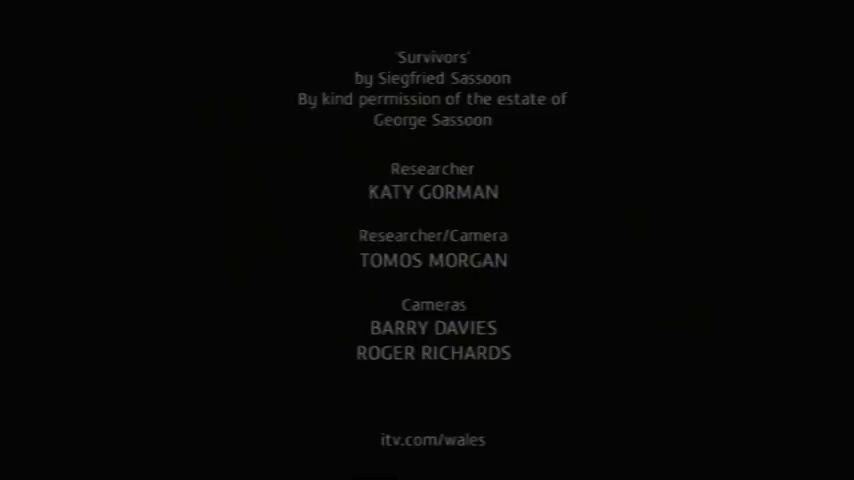 'Survivors'
by Siegfried Sassoon
By kind permission of the estate of
George Sassoon
Researcher
KATY GORMAN
Researcher/Camera
TOMOS MORGAN
Cameras
BARRY DAVIES
ROGER RICHARDS
itv.com/wales